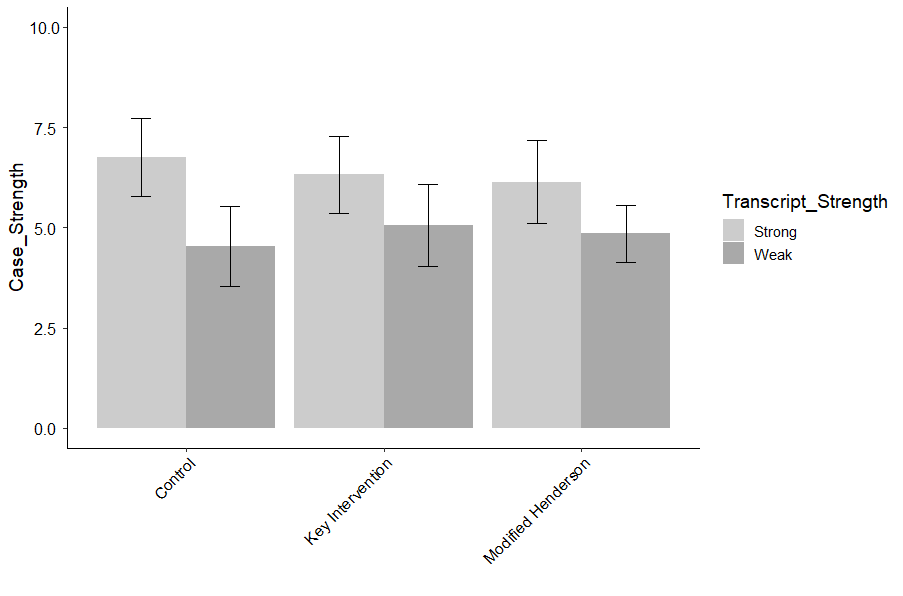 10.0
7.5
5.0
2.5
0.0
Case_Strength
Control
Key Intervention
Modified Henderson
Transcript_Strength
Strong
Weak